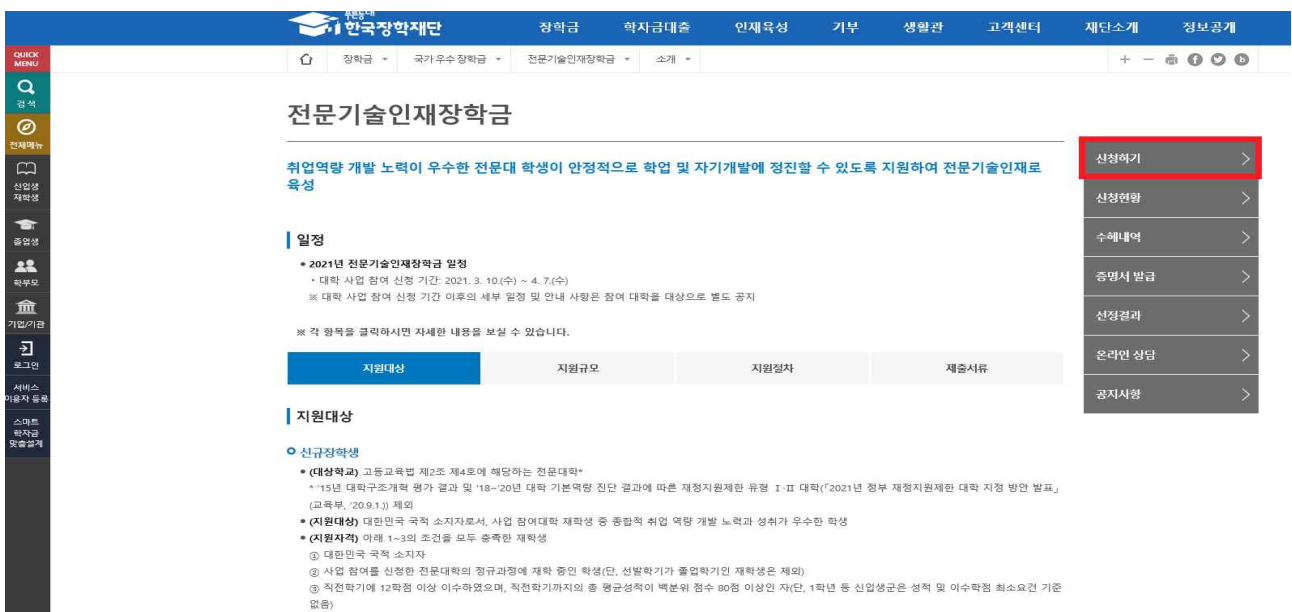 푸른등대
한국장학재단
장학금 학자금대출 인재육성 기부 생활관 고객센터 재단소개 정보공개
QUICK
MENU
장학금 국가우수장학금 전문기술인재장학금 소개
검색
전체메뉴
신입생
재학생
졸업생
학부모
기업/기관
로그인
서비스
이용자 등록
스마트
학자금
맞춤설계
전문기술인재장학금
취업역량 개발 노력이 우수한 전문대 학생이 안정적으로 학업 및 자기개발에 정진할 수 있도록 지원하여 전문기술인재로
육성
일정
• 2021년 전문기술인재장학금 일정
・대학 사업 참여 신청 기간: 2021. 3. 10.(수) ~ 4. 7.(수)
※ 대학 사업 참여 신청 기간 이후의 세부 일정 및 안내 사항은 참여 대학을 대상으로 별도 공지
※ 각 항목을 클릭하시면 자세한 내용을 보실 수 있습니다.
지원대상 지원규모 지원절차 제출서류
지원대상
신규장학생
• (대상학교) 고등교육법 제2조 제4호에 해당하는 전문대학*
* '15년 대학구조개혁 평가 결과 및 '18~'20년 대학 기본역량 진단 결과에 따른 재정지원제한 유형 Ⅰ·Ⅱ 대학(「2021년 정부 재정지원제한 대학 지정 방안 발표」
(교육부, '20.9.1.)) 제외
• (지원대상) 대한민국 국적 소지자로서, 사업 참여대학 재학생 중 종합적 취업 역량 개발 노력과 성취가 우수한 학생
• (지원자격) 아래 1~3의 조건을 모두 충족한 재학생
① 대한민국 국적 소지자
② 사업 참여를 신청한 전문대학의 정규과정에 재학 중인 학생(단, 선발학기가 졸업학기인 재학생은 제외)
③ 직전학기에 12학점 이상 이수하였으며, 직전학기까지의 총 평균성적이 백분위 점수 80점 이상인 자(단, 1학년 등 신입생군은 성적 및 이수학점 최소요건 기준
없음)
신청하기
신청현황
수혜내역
증명서 발급
선정결과
온라인 상담
공지사항